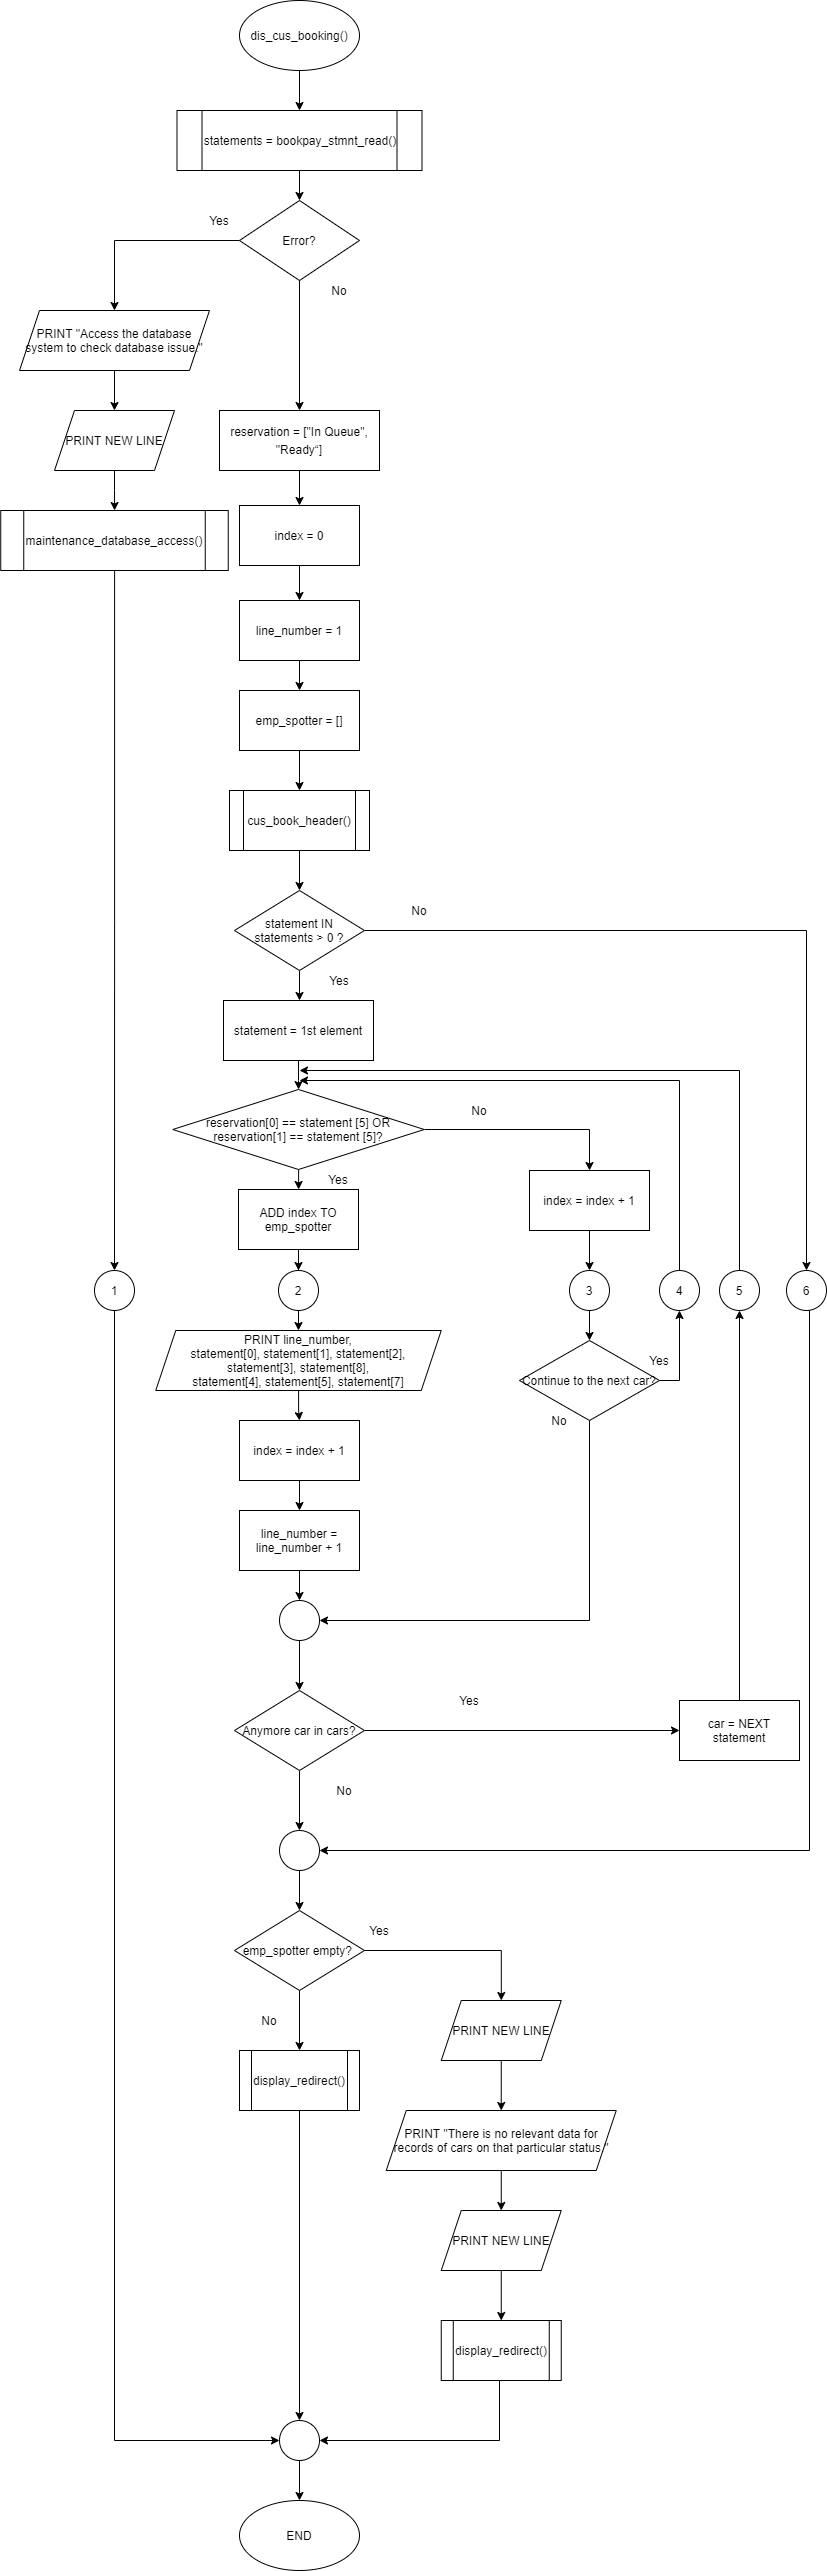 dis_cus_booking()
statements = bookpay_stmnt_read()
Yes
Error?
No
PRINT "Access the database
system to check database issue."
PRINT NEW LINE
reservation = ["In Queue",
"Ready“]
maintenance_database_access()
index = 0
line_number = 1
emp_spotter = []
cus_book_header()
No
statement IN
statements > 0 ?
Yes
statement = 1st element
No
reservation[0] == statement [5] OR
reservation[1] == statement [5]?
Yes
ADD index TO
emp_spotter
index = index + 1
1
2
3
4
5
6
PRINT line_number,
statement[0], statement[1], statement[2],
statement[3], statement[8],
statement[4], statement[5], statement[7]
Yes
Continue to the next car?
No
index = index + 1
line_number =
line_number + 1
Yes
Anymore car in cars?
car = NEXT
statement
No
Yes
emp_spotter empty?
No
PRINT NEW LINE
display_redirect()
PRINT "There is no relevant data for
records of cars on that particular status."
PRINT NEW LINE
display_redirect()
END